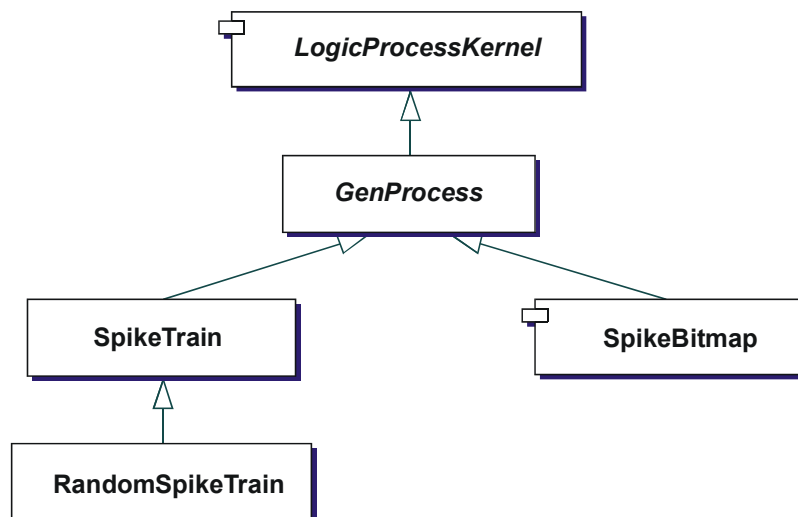 LogicProcessKernel
GenProcess
SpikeTrain
SpikeBitmap
RandomSpikeTrain